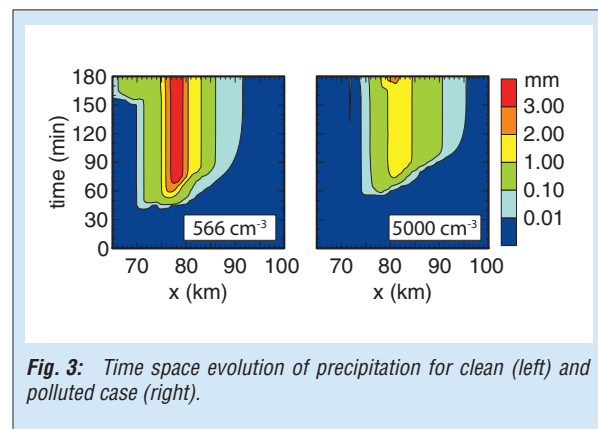 180
150
120
90
60
30
0
time (min)
70 80 90 100
x (km)
566 cm-3
70 80 90 100
x (km)
5000 cm-3
mm
3.00
2.00
1.00
0.10
0.01
Fig. 3: Time space evolution of precipitation for clean (left) and
polluted case (right).